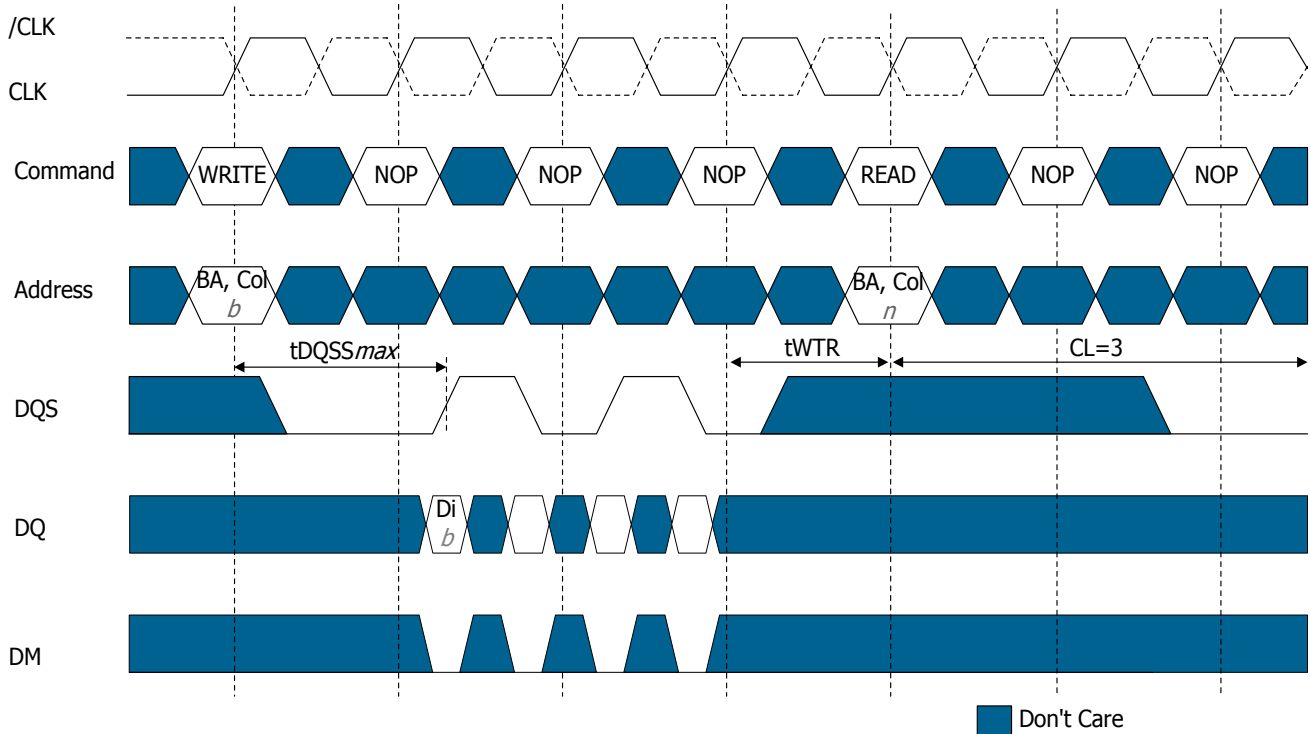 /CLK
CLK
Command
WRITE NOP NOP NOP READ NOP NOP
Address
BA, Col
b
BA, Col
n
tDQSSmax
tWTR
CL=3
DQS
DQ
Di
b
DM
Don't Care